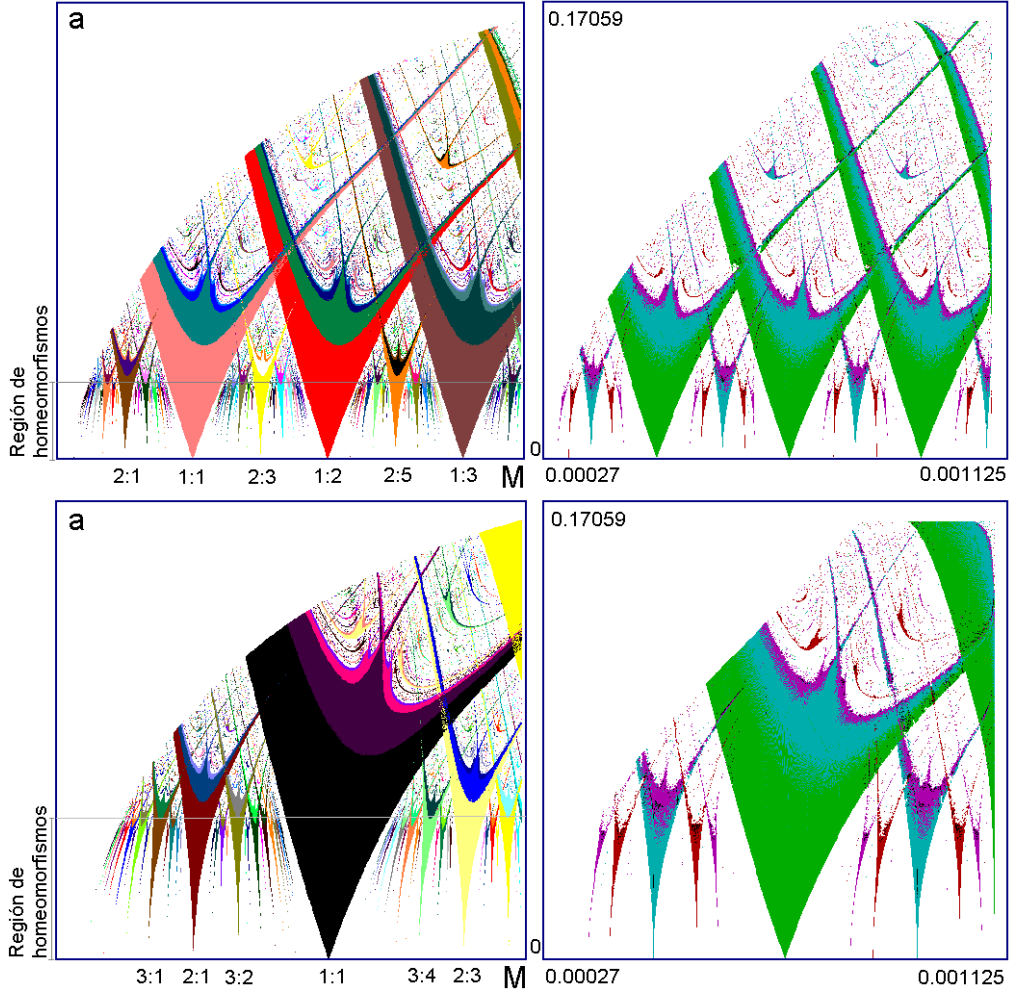 a
0.17059
Región de
homeomorfismos
0
2:1 1:1 2:3 1:2 2:5 1:3 M
0.00027 0.001125
a
0.17059
Región de
homeomorfismos
0
3:1 2:1 3:2 1:1 3:4 2:3 M
0.00027 0.001125